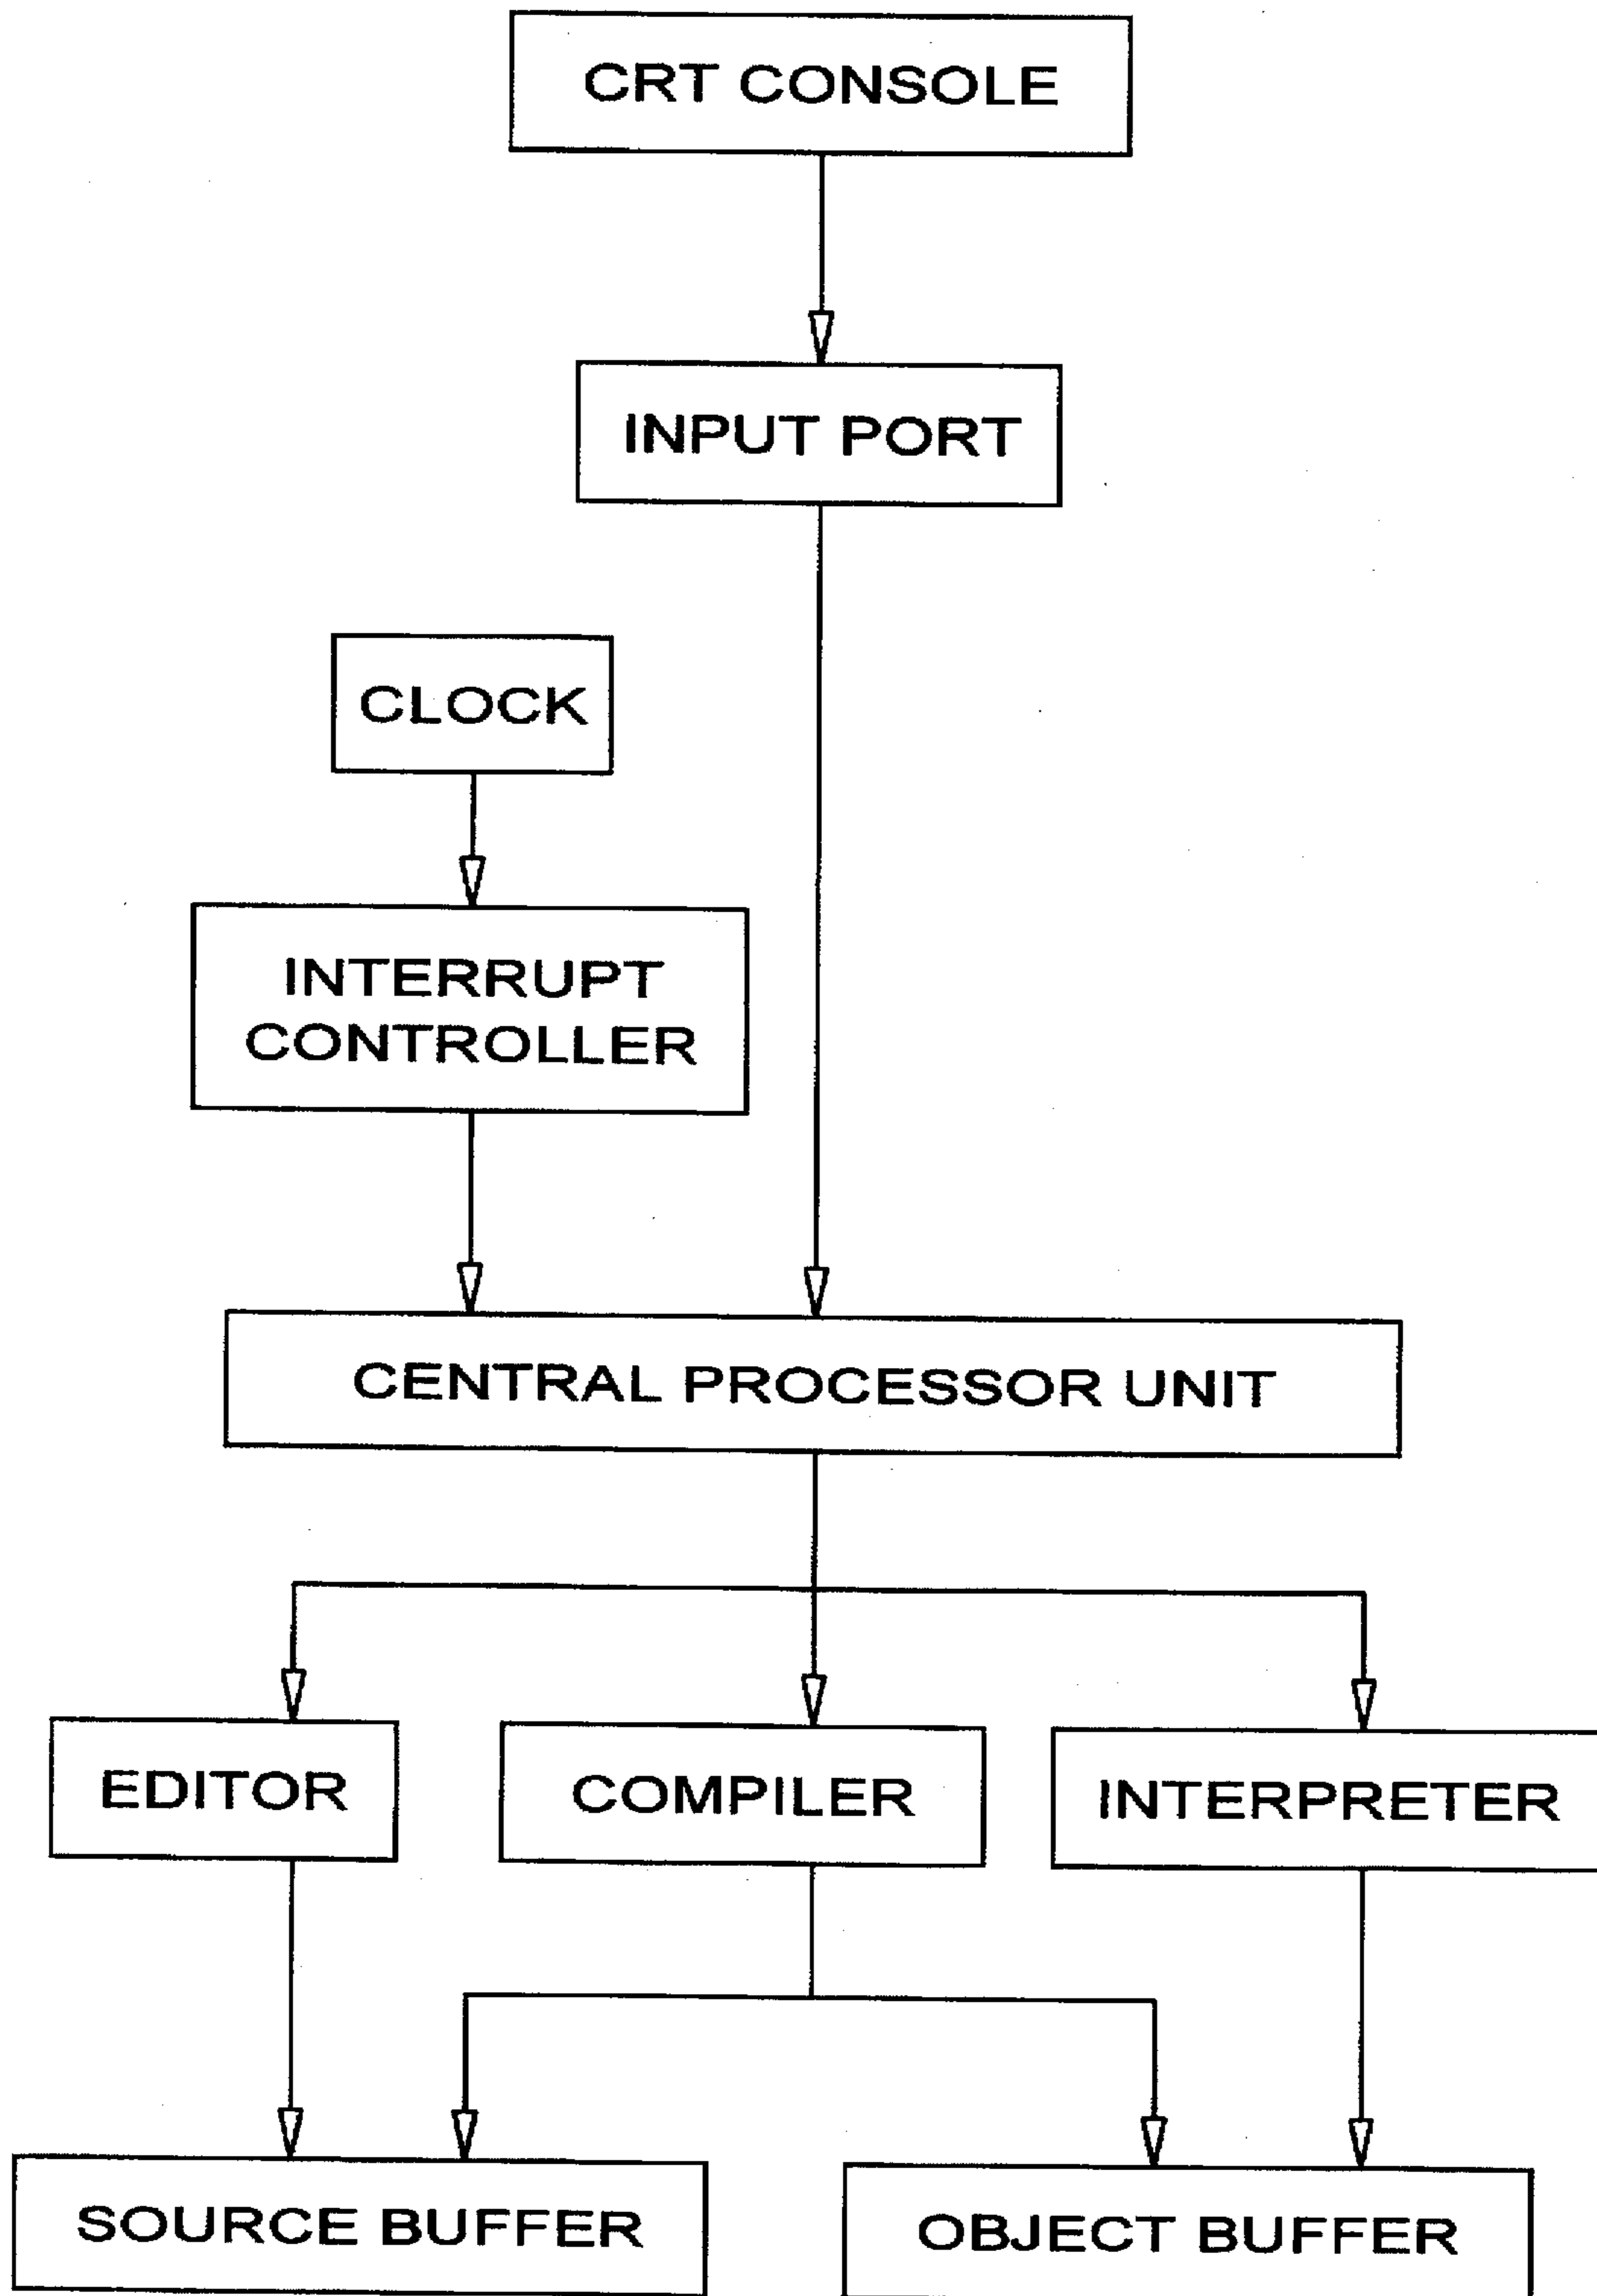 CRT CONSOLE
INPUT PORT
CLOCK
INTERRUPT
CONTROLLER
CENTRAL PROCESSOR UNIT
EDITOR
COMPILER
INTERPRETER
SOURCE BUFFER
OBJECT BUFFER